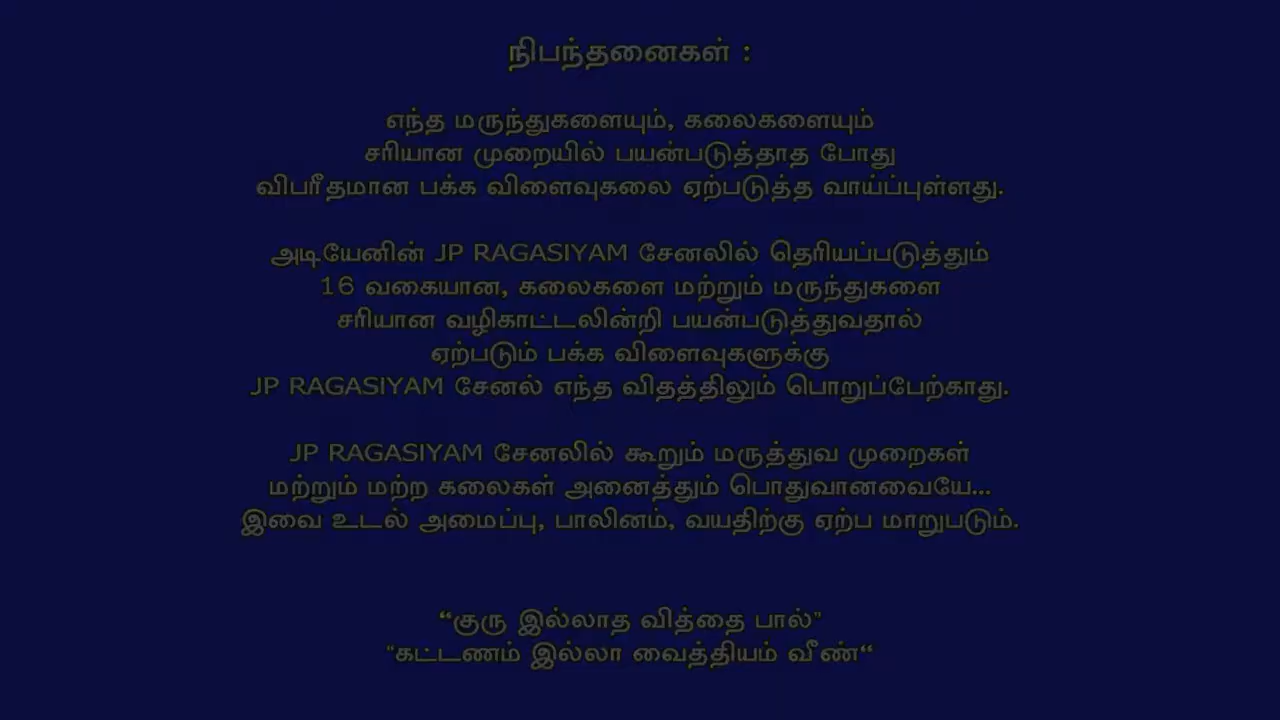 நிபந்தனைகள் :
எந்த மருந்துகளையும், கலைகளையும்
சரியான முறையில் பயன்படுத்தாத போது
விபரீதமான பக்க விளைவுகலை ஏற்படுத்த வாய்ப்புள்ளது.
அடியேனின் JP RAGASIYAM சேனலில் தெரியப்படுத்தும்
16 வகையான, கலைகளை மற்றும் மருந்துகளை
சரியான வழிகாட்டலின்றி பயன்படுத்துவதால்
ஏற்படும் பக்க விளைவுகளுக்கு
JP RAGASIYAM சேனல் எந்த விதத்திலும் பொறுப்பேற்காது.
JP RAGASIYAM சேனலில் கூறும் மருத்துவ முறைகள்
மற்றும் மற்ற கலைகள் அனைத்தும் பொதுவானவையே...
இவை உடல் அமைப்பு, பாலினம், வயதிற்கு ஏற்ப மாறுபடும்.
“குரு இல்லாத வித்தை பால்"
"கட்டணம் இல்லா வைத்தியம் வீண்“